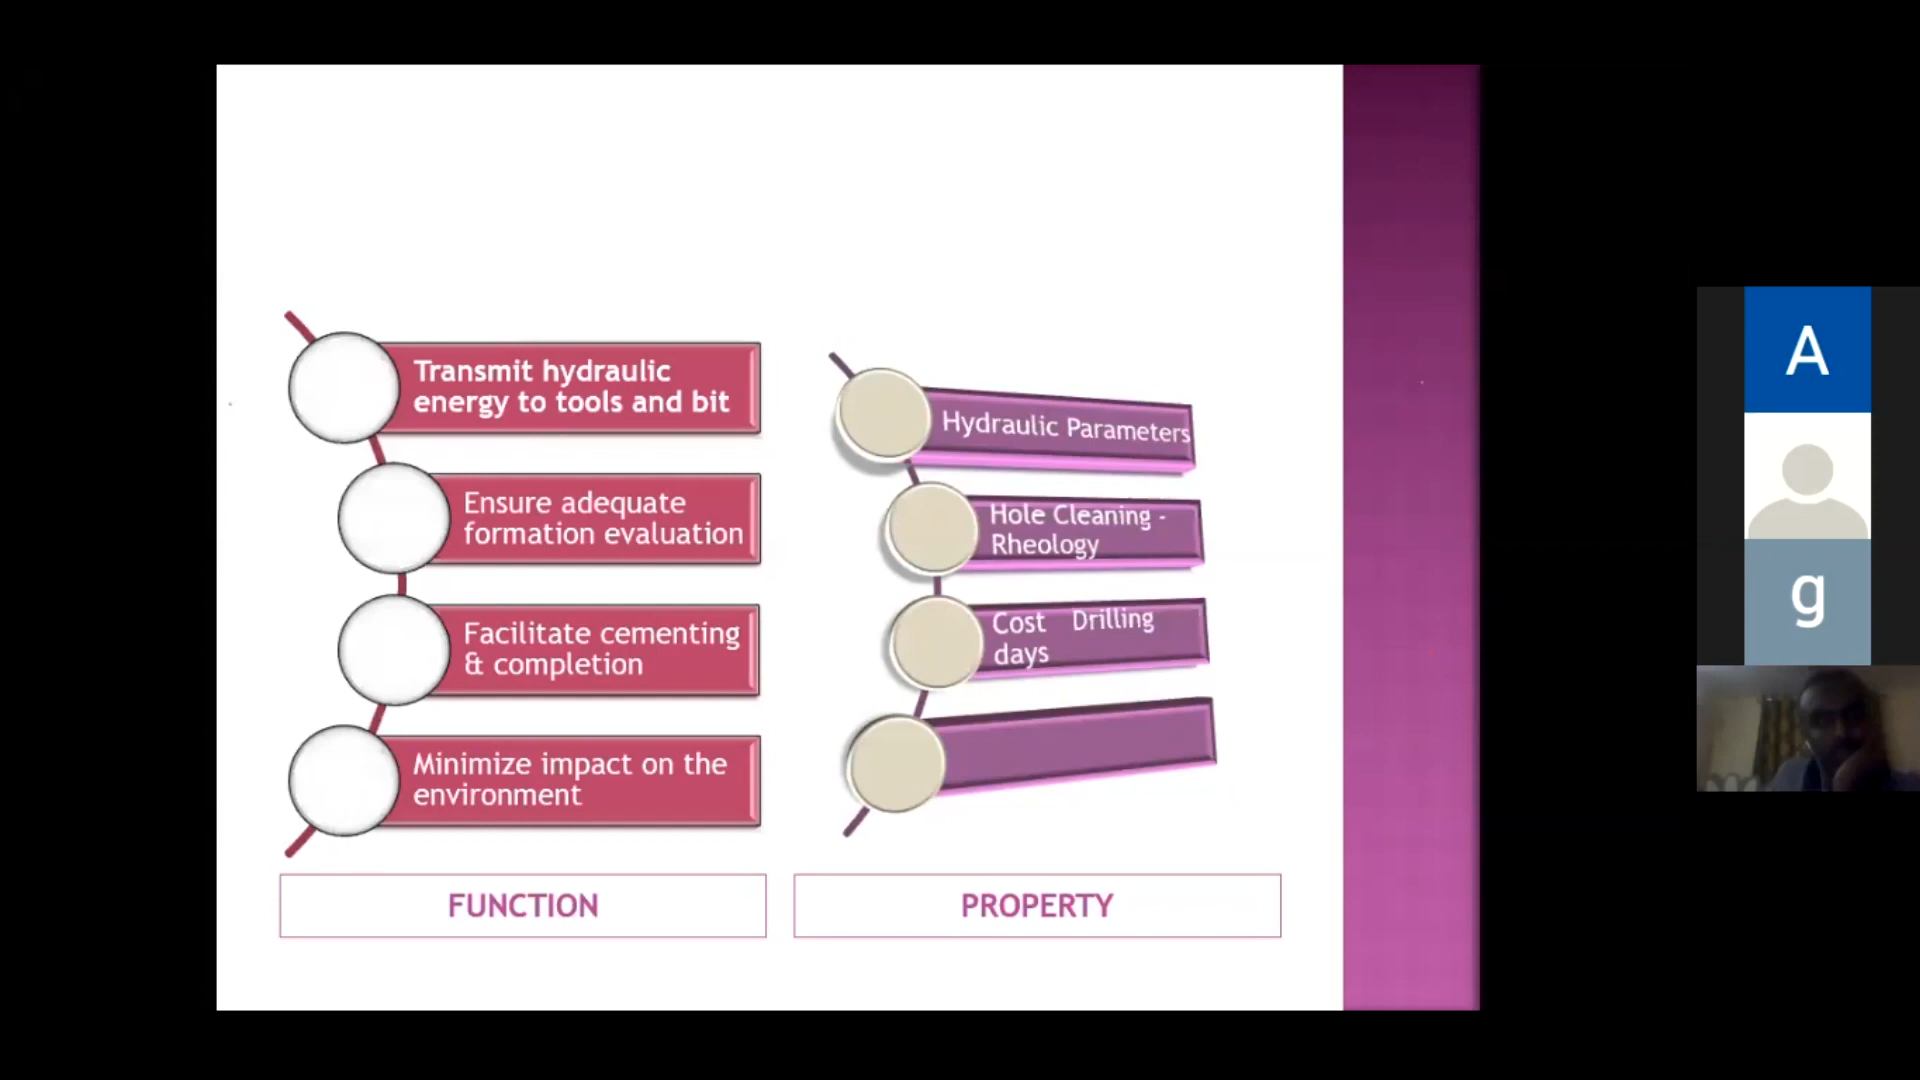 Transmit hydraulic
energy to tools and bit
Ensure adequate
formation evaluation
Facilitate cementing
& completion
Minimize impact on the
environment
FUNCTION
Hydraulic Parameters
Hole Cleaning -
Rheology
Cost Drilling
days
PROPERTY
A
g